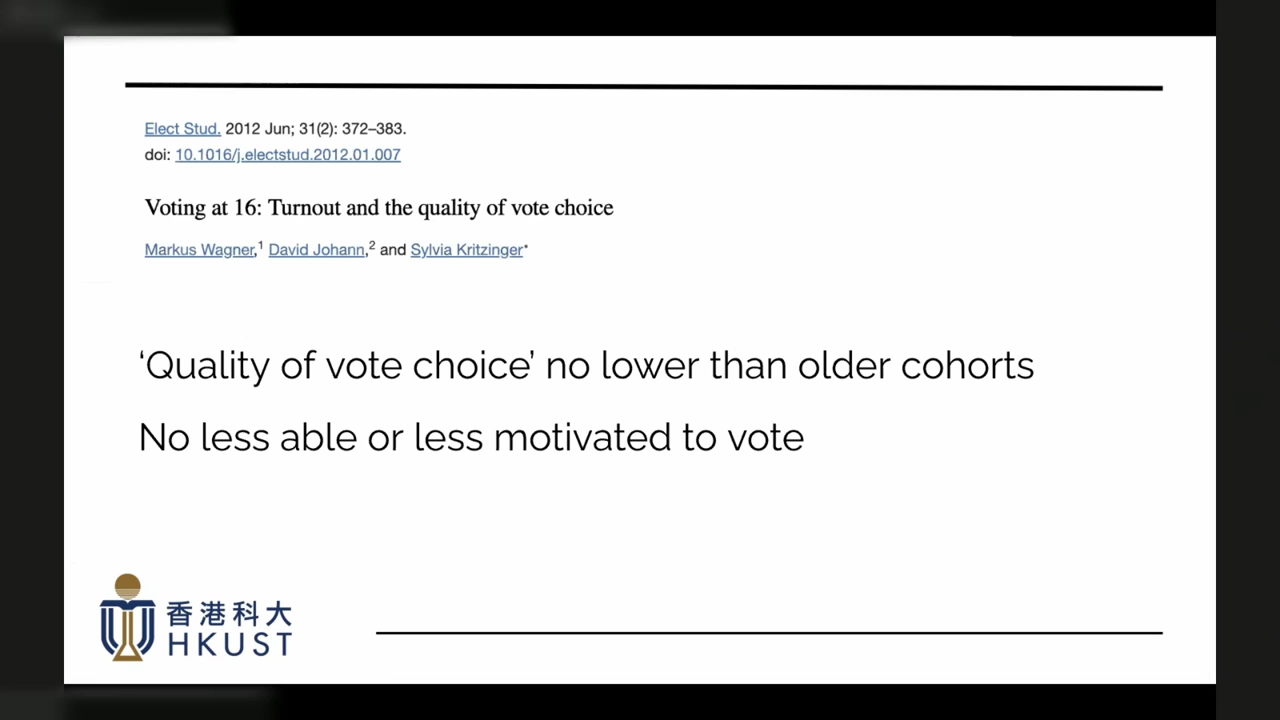 Elect Stud. 2012 Jun; 31(2): 372–383.
doi: 10.1016/j.electstud.2012.01.007
Voting at 16: Turnout and the quality of vote choice
Markus Wagner,1 David Johann,2 and Sylvia Kritzinger*
‘Quality of vote choice’ no lower than older cohorts
No less able or less motivated to vote
香港科大
HKUST